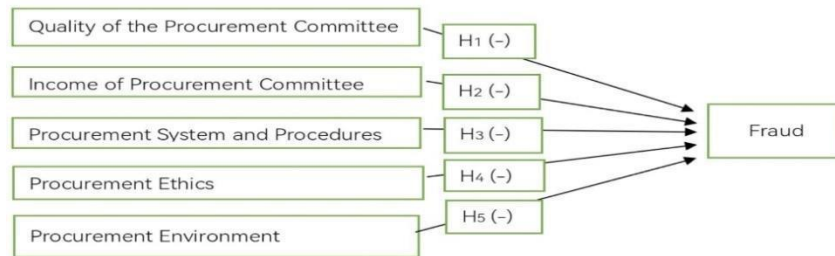 Quality of the Procurement Committee
H1 (-)
Income of Procurement Committee
H2 (-)
Procurement System and Procedures
H3 (-)
Fraud
Procurement Ethics
H4 (-)
Procurement Environment
H5 (-)